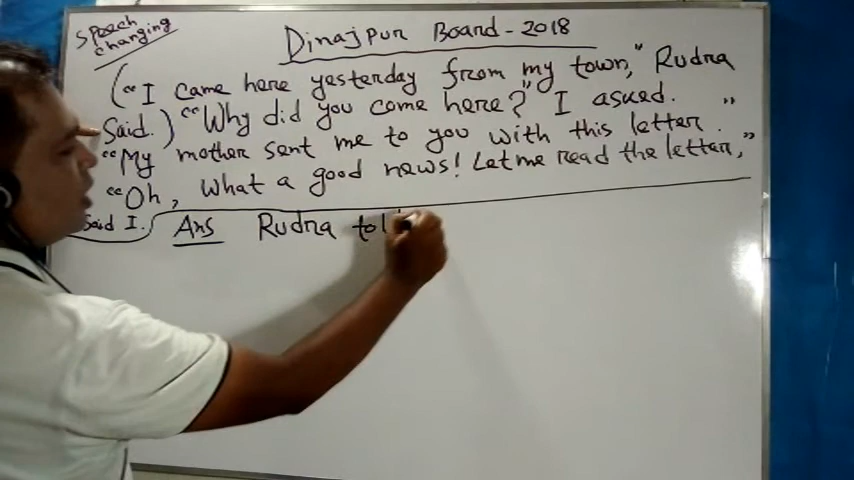 Speech
changing
Dinajpur Board - 2018
("I came here yesterday from my town," Rudra
Said.) "Why did you come here?" I asked.
"My mother sent me to you with this letter."
"Oh, what a good news! Let me read the letter,"
Said I.
Ans Rudra tol